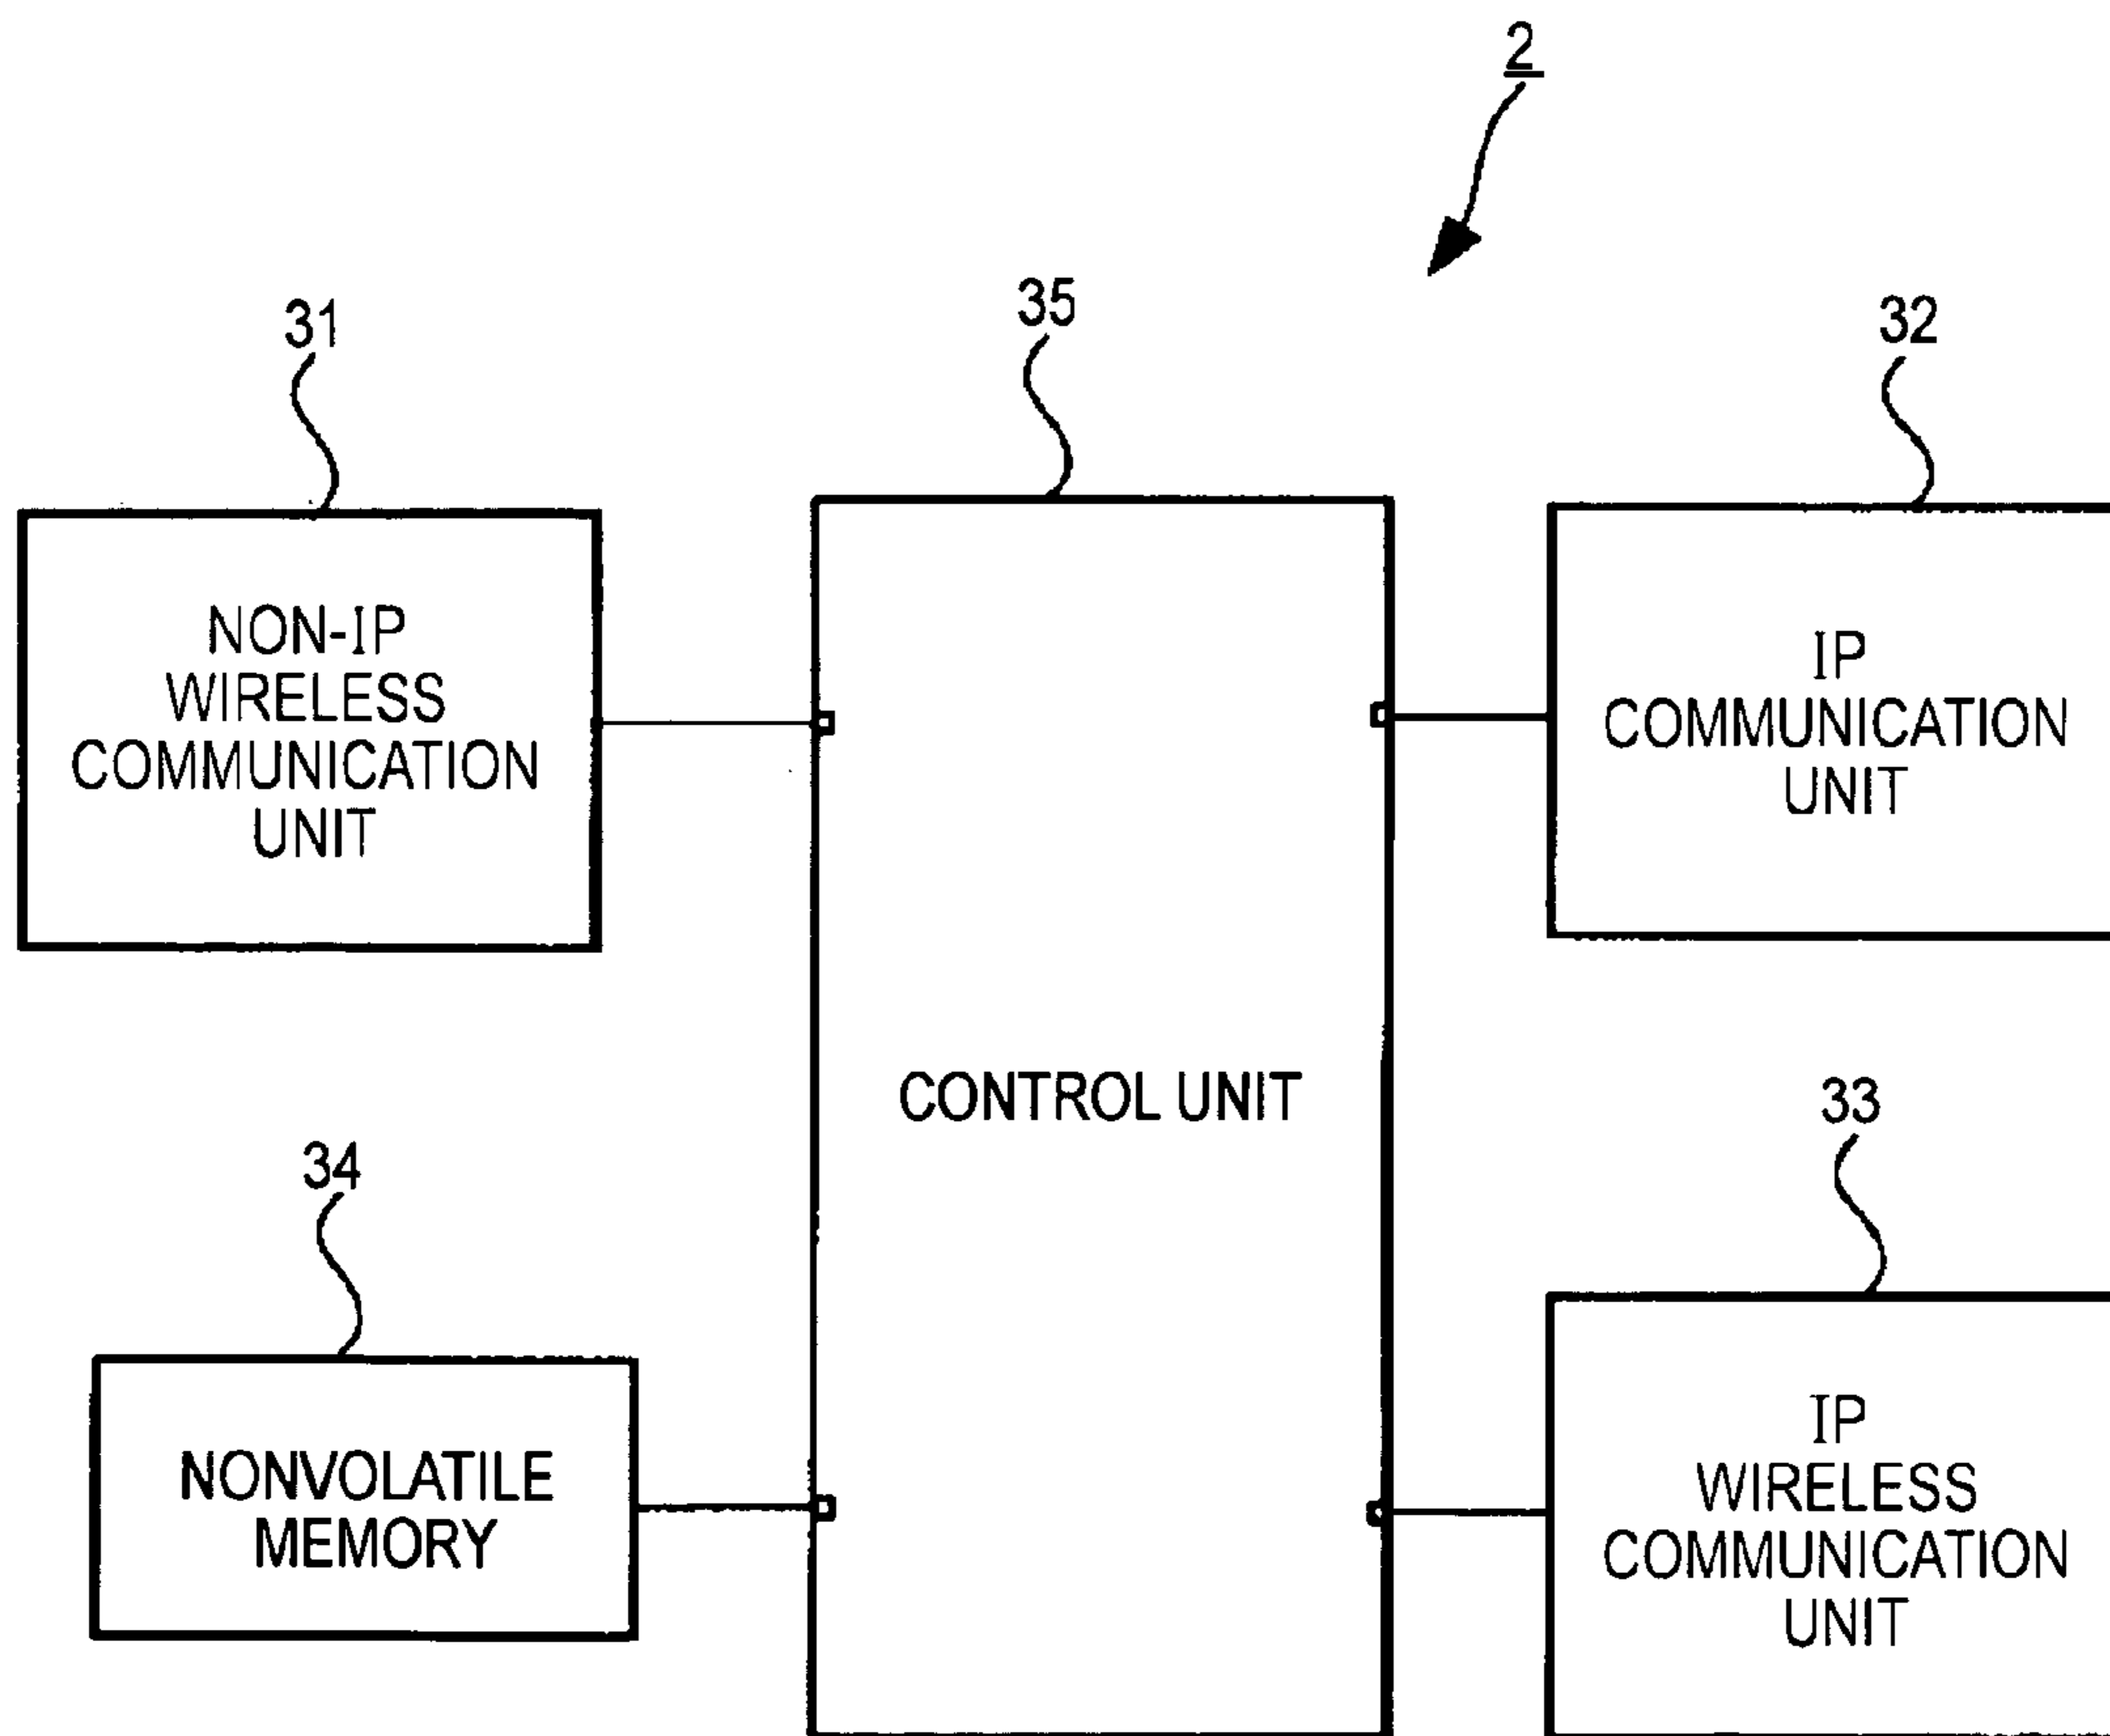 2
35
31
32
NON-IP
WIRELESS
COMMUNICATION
UNIT
IP
COMMUNICATION
UNIT
CONTROL UNIT
33
34
IP
WIRELESS
COMMUNICATION
UNIT
NONVOLATILE
MEMORY